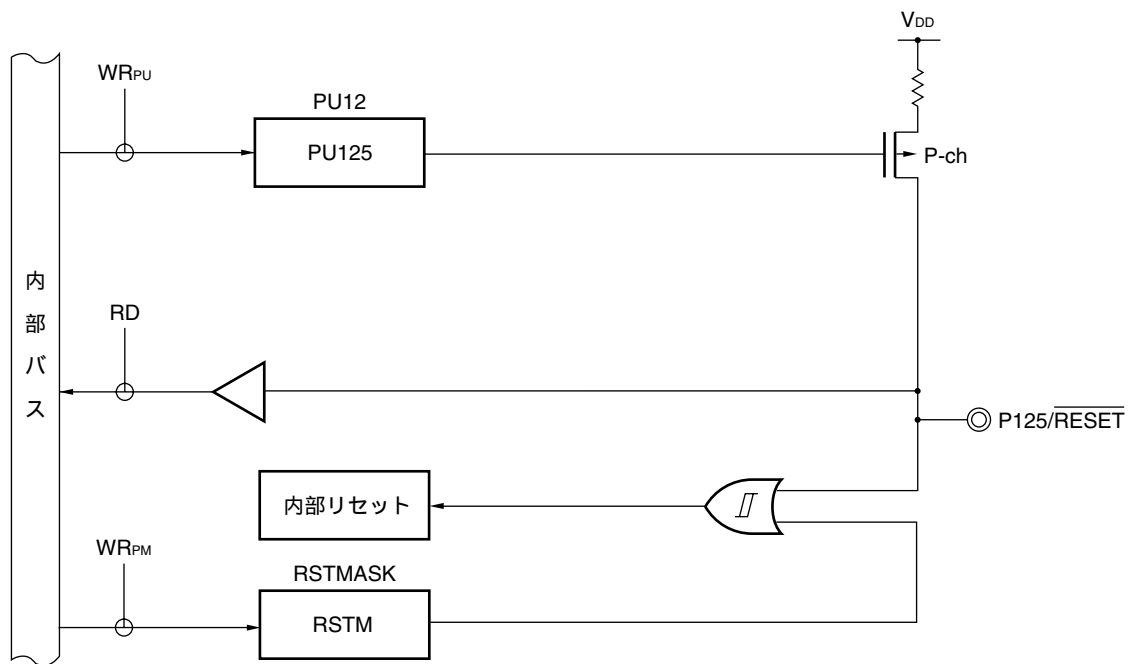 VDD
WRPU
PU12
PU125
P-ch
内部バス
RD
P125/RESET
内部リセット
WRPM
RSTMASK
RSTM